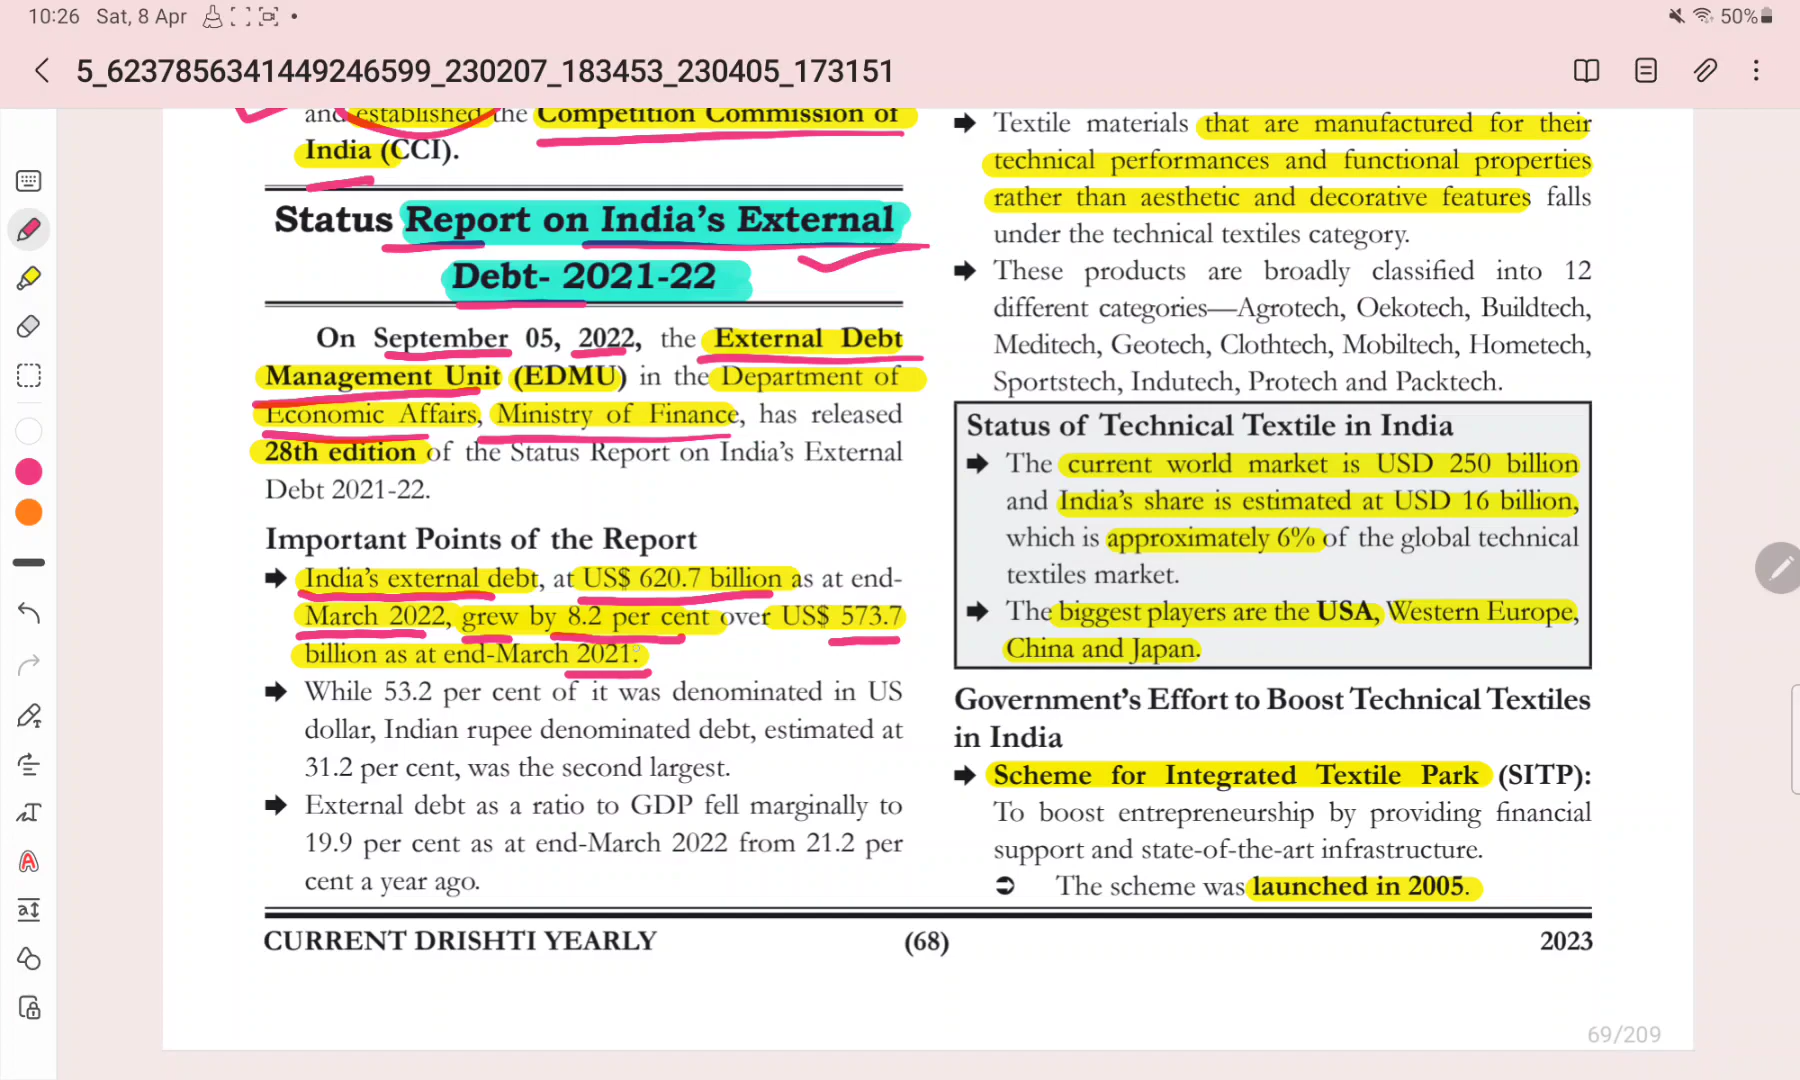 10:26 Sat, 8 Apr
50%
5_6237856341449246599_230207_183453_230405_173151
and established the Competition Commission of
India (CCI).
Status Report on India's External
Debt- 2021-22
On September 05, 2022, the External Debt
Management Unit (EDMU) in the Department of
Economic Affairs, Ministry of Finance, has released
28th edition of the Status Report on India's External
Debt 2021-22.
Important Points of the Report
➡ India's external debt, at US$ 620.7 billion as at end-
March 2022, grew by 8.2 per cent over US$ 573.7
billion as at end-March 2021.
➡ While 53.2 per cent of it was denominated in US
dollar, Indian rupee denominated debt, estimated at
31.2 per cent, was the second largest.
➡ External debt as a ratio to GDP fell marginally to
19.9 per cent as at end-March 2022 from 21.2 per
cent a year ago.
➡ Textile materials that are manufactured for their
technical performances and functional properties
rather than aesthetic and decorative features falls
under the technical textiles category.
➡ These products are broadly classified into 12
different categories—Agrotech, Oekotech, Buildtech,
Meditech, Geotech, Clothtech, Mobiltech, Hometech,
Sportstech, Indutech, Protech and Packtech.
Status of Technical Textile in India
➡ The current world market is USD 250 billion
and India's share is estimated at USD 16 billion,
which is approximately 6% of the global technical
textiles market.
➡ The biggest players are the USA, Western Europe,
China and Japan.
Government's Effort to Boost Technical Textiles
in India
➡ Scheme for Integrated Textile Park (SITP):
To boost entrepreneurship by providing financial
support and state-of-the-art infrastructure.
The scheme was launched in 2005.
CURRENT DRISHTI YEARLY (68) 2023
69/209